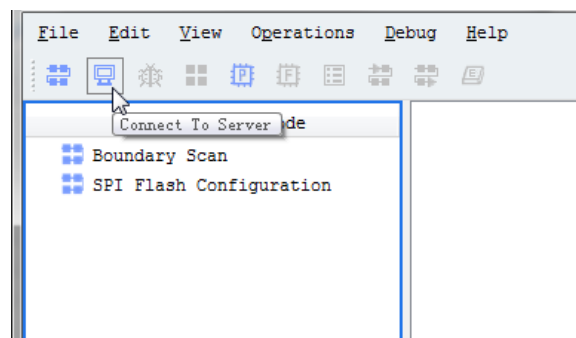 File Edit View Operations Debug Help
P F E
Connect To Server de
Boundary Scan
SPI Flash Configuration